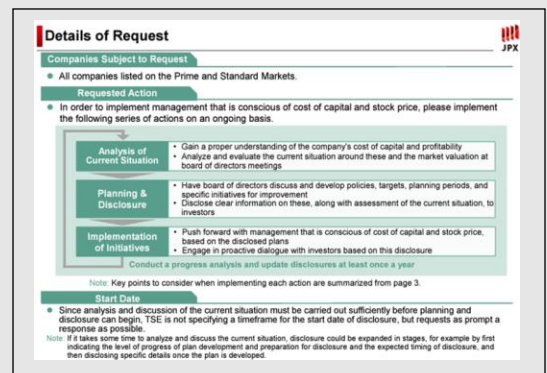 Details of Request
JPX
Companies Subject to Request
All companies listed on the Prime and Standard Markets.
Requested Action
In order to implement management that is conscious of cost of capital and stock price, please implement
the following series of actions on an ongoing basis.
Analysis of
Current Situation
• Gain a proper understanding of the company's cost of capital and profitability
• Analyze and evaluate the current situation around these and the market valuation at
board of directors meetings
Planning &
Disclosure
• Have board of directors discuss and develop policies, targets, planning periods, and
specific initiatives for improvement
• Disclose clear information on these, along with assessment of the current situation, to
investors
Implementation
of Initiatives
• Push forward with management that is conscious of cost of capital and stock price,
based on the disclosed plans
• Engage in proactive dialogue with investors based on this disclosure
Conduct a progress analysis and update disclosures at least once a year
Note: Key points to consider when implementing each action are summarized from page 3.
Start Date
Since analysis and discussion of the current situation must be carried out sufficiently before planning and
disclosure can begin, TSE is not specifying a timeframe for the start date of disclosure, but requests as prompt a
response as possible.
Note: If it takes some time to analyze and discuss the current situation, disclosure could be expanded in stages, for example by first
indicating the level of progress of plan development and preparation for disclosure and the expected timing of disclosure, and
then disclosing specific details once the plan is developed.